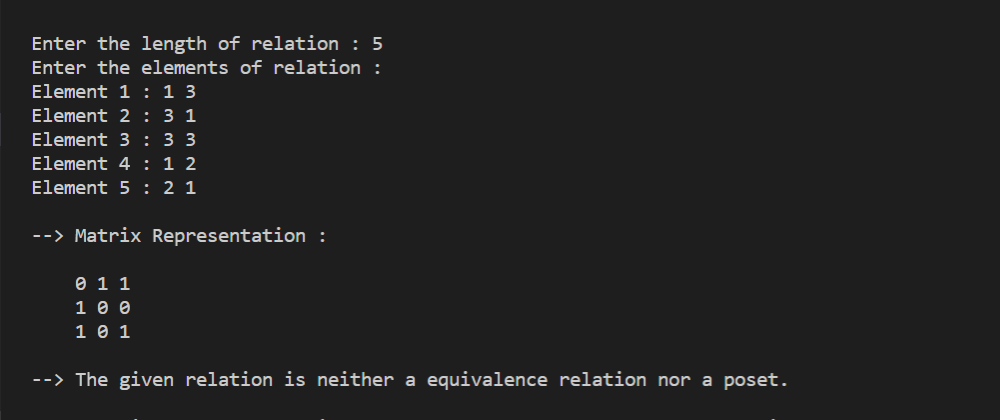 Enter the length of relation : 5
Enter the elements of relation :
Element 1 : 1 3
Element 2 : 3 1
Element 3 : 3 3
Element 4 : 1 2
Element 5 : 2 1
--> Matrix Representation :
0 1 1
1 0 0
1 0 1
--> The given relation is neither a equivalence relation nor a poset.